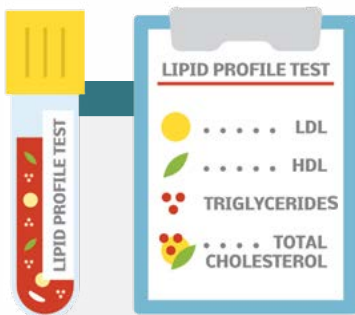 LIPID PROFILE TEST
LIPID PROFILE TEST
..... LDL
..... HDL
TRIGLYCERIDES
.... TOTAL
CHOLESTEROL